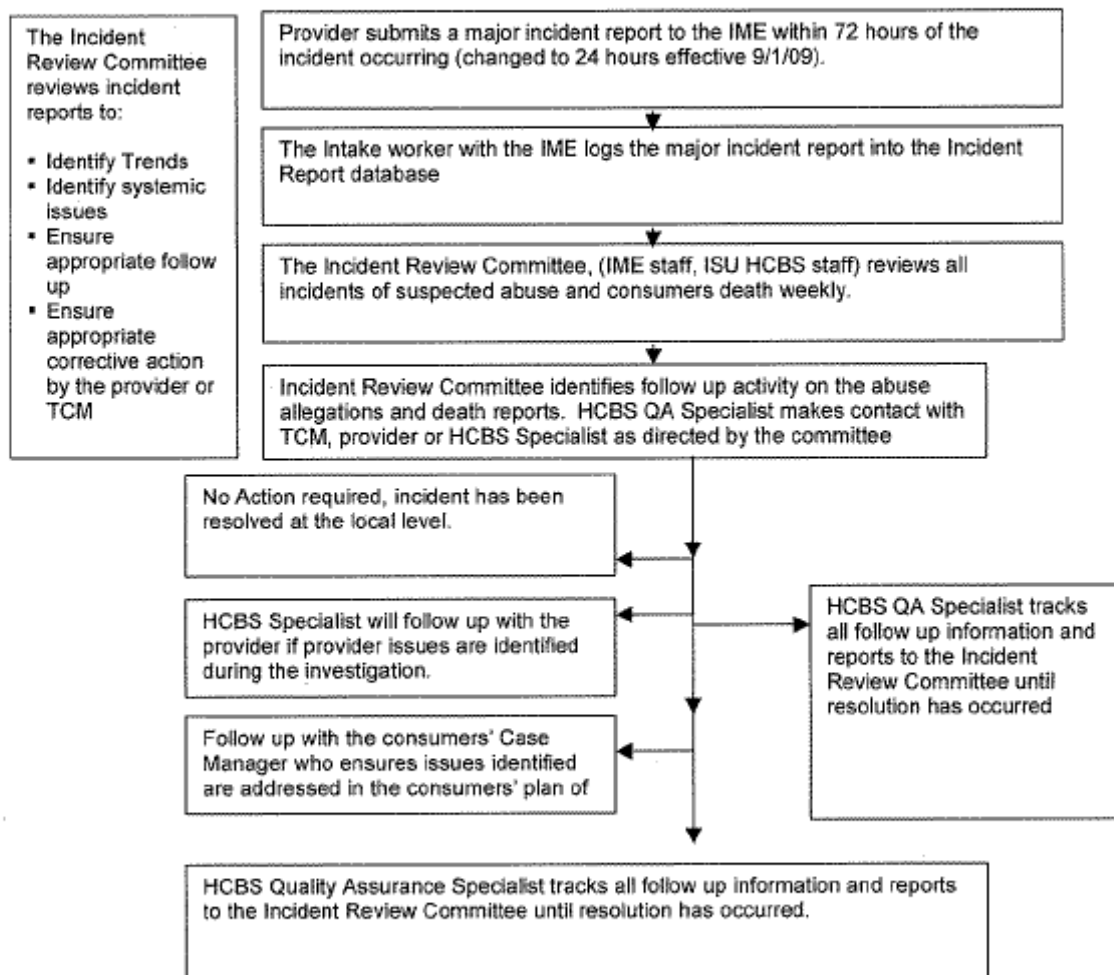 The Incident
Review Committee
reviews incident
reports to:
▪ Identify Trends
▪ Identify systemic
issues
▪ Ensure
appropriate follow
up
▪ Ensure
appropriate
corrective action
by the provider or
TCM
Provider submits a major incident report to the IME within 72 hours of the
incident occurring (changed to 24 hours effective 9/1/09).
The Intake worker with the IME logs the major incident report into the Incident
Report database
The Incident Review Committee, (IME staff, ISU HCBS staff) reviews all
incidents of suspected abuse and consumers death weekly.
Incident Review Committee identifies follow up activity on the abuse
allegations and death reports.  HCBS QA Specialist makes contact with
TCM, provider or HCBS Specialist as directed by the committee
No Action required, incident has been
resolved at the local level.
HCBS Specialist will follow up with the
provider if provider issues are identified
during the investigation.
HCBS QA Specialist tracks
all follow up information and
reports to the Incident
Review Committee until
resolution has occurred
Follow up with the consumers' Case
Manager who ensures issues identified
are addressed in the consumers' plan of
HCBS Quality Assurance Specialist tracks all follow up information and reports
to the Incident Review Committee until resolution has occurred.